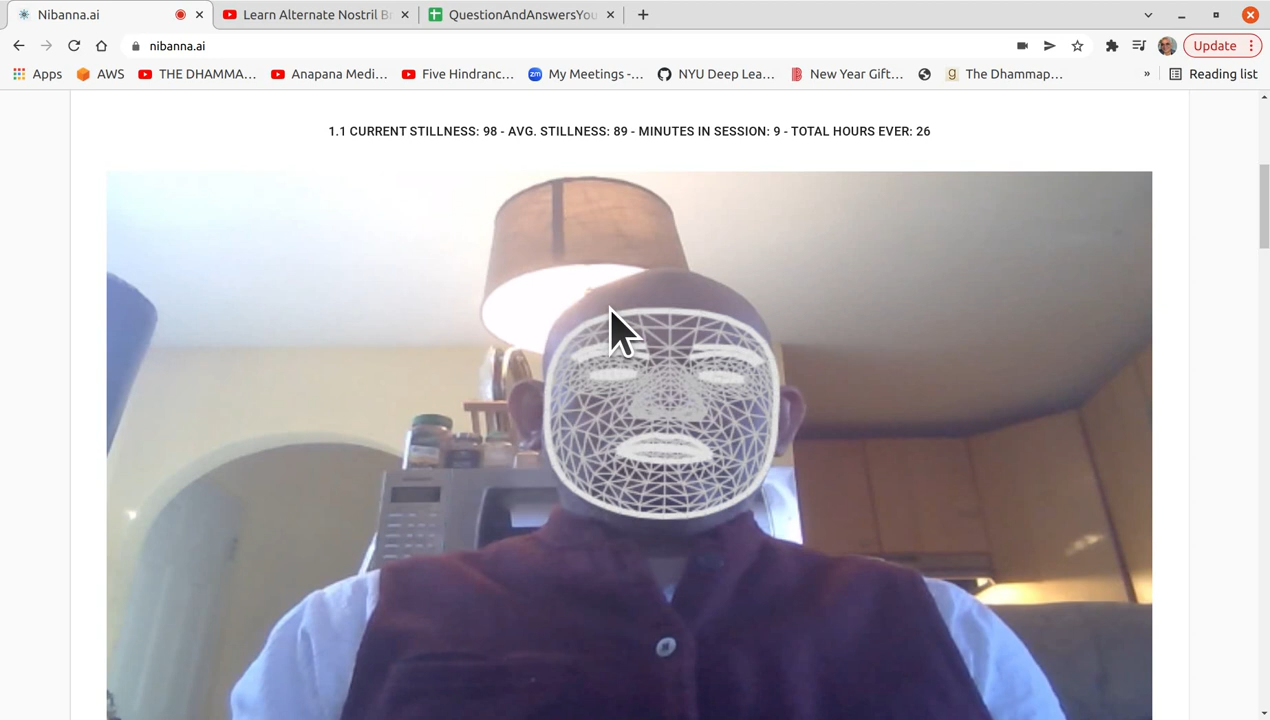 Nibanna.ai
Learn Alternate Nostril B
QuestionAndAnswersYou
nibanna.ai
Update
Apps
AWS
THE DHAMMA...
Anapana Medi...
Five Hindranc...
My Meetings -...
NYU Deep Lea...
New Year Gift...
The Dhammap...
»
Reading list
1.1 CURRENT STILLNESS: 98 - AVG. STILLNESS: 89 - MINUTES IN SESSION: 9 - TOTAL HOURS EVER: 26